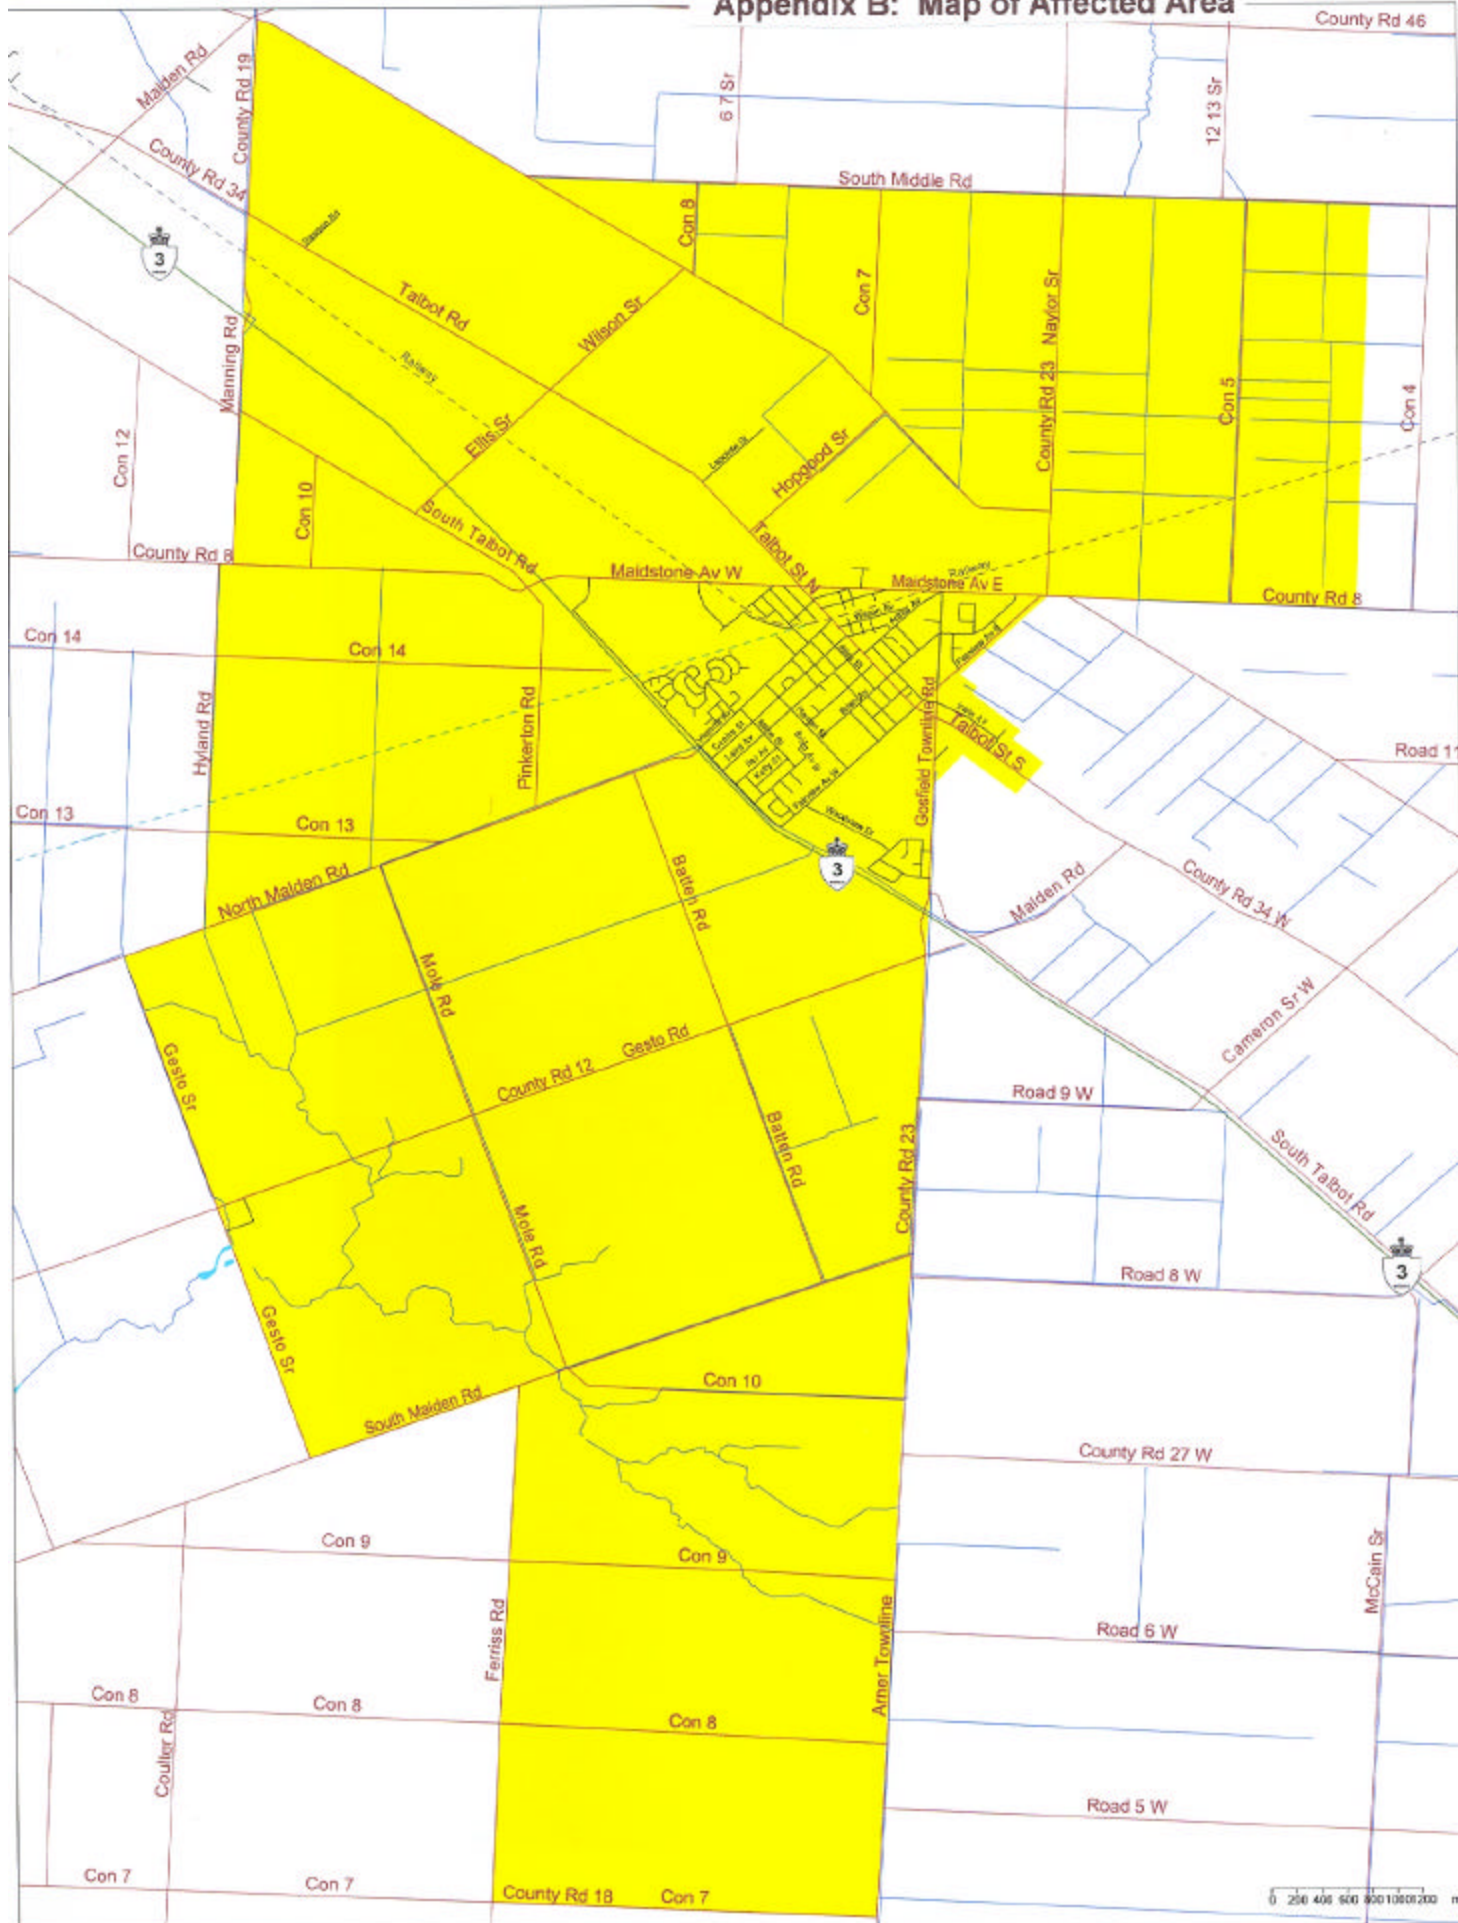 Appendix B: Map of Affected Area
County Rd 46
Malden Rd
County Rd 19
6 7 Sr
12 13 Sr
County Rd 34
South Middle Rd
Con 8
3
Talbot Rd
Wilson Sr
Con 7
County Rd 23 Naylor Sr
Manning Rd
Railway
Con 5
Con 4
Ellis Sr
Con 12
Hopgood Sr
Con 10
South Talbot Rd
Talbot St N
County Rd 8
Maidstone Av W
Railway
Maidstone Av E
County Rd 8
Con 14
Con 14
Hyland Rd
Pinkerton Rd
Gosfield Townline Rd
Talbot St S
Road 11
Con 13
Con 13
3
Batten Rd
Malden Rd
County Rd 34 W
North Malden Rd
Mole Rd
Cameron Sr W
Gesto Rd
Gesto Sr
County Rd 12
Road 9 W
Batten Rd
County Rd 23
South Talbot Rd
Mole Rd
Road 8 W
3
Gesto Sr
Con 10
South Malden Rd
County Rd 27 W
Con 9
Con 9
McCain Sr
Ferriss Rd
Arner Townline
Road 6 W
Con 8
Con 8
Con 8
Coulter Rd
Road 5 W
Con 7
Con 7
County Rd 18
Con 7
0 200 400 600 800 1000 1200 m